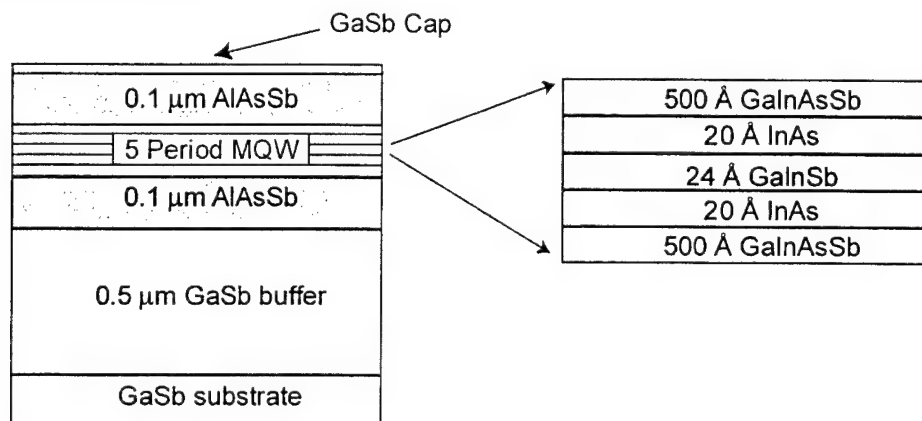 GaSb Cap
0.1 μm AlAsSb
5 Period MQW
0.1 μm AlAsSb
0.5 μm GaSb buffer
GaSb substrate
500 Å GaInAsSb
20 Å InAs
24 Å GaInSb
20 Å InAs
500 Å GaInAsSb